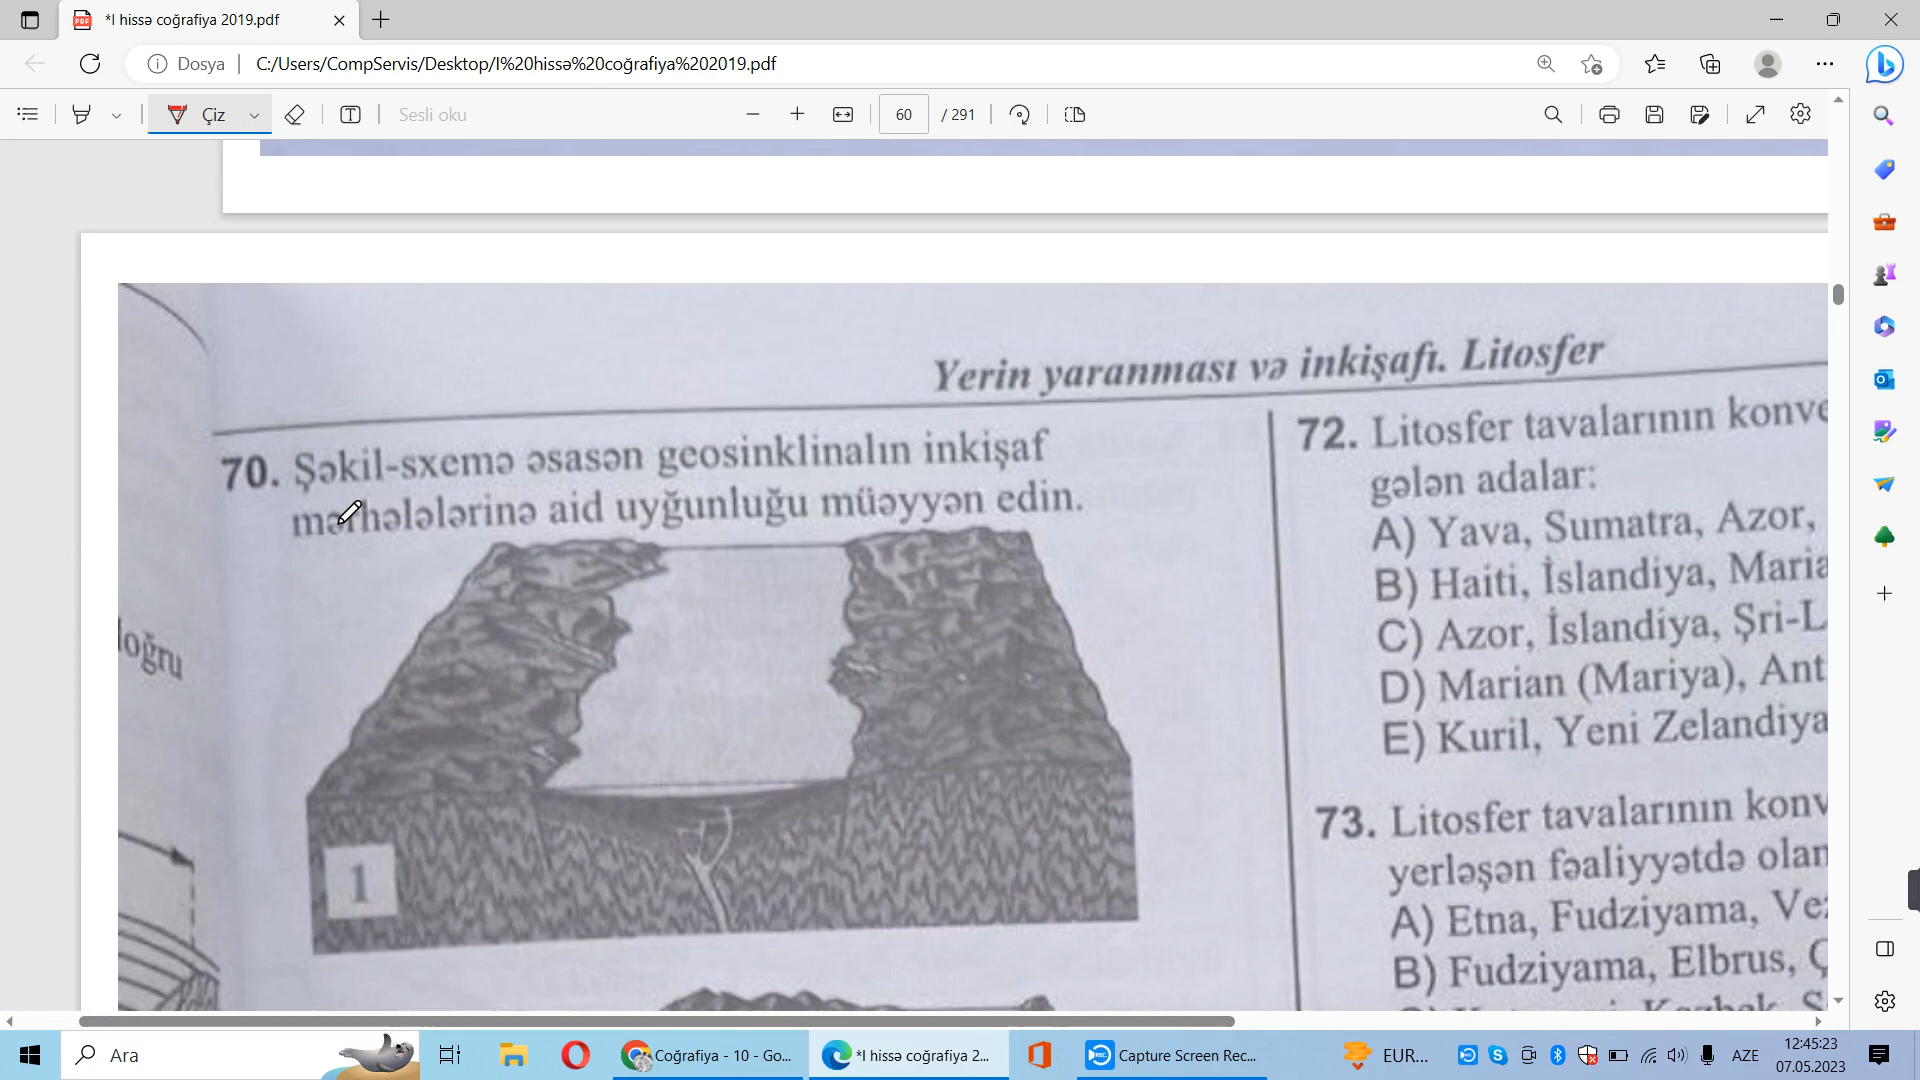 *I hissə coğrafiya 2019.pdf
Dosya
C:/Users/CompServis/Desktop/I%20hissə%20coğrafiya%202019.pdf
Çiz
Sesli oku
60
/ 291
Yerin yaranması və inkişafı. Litosfer
70. Şəkil-sxemə əsasən geosinklinalın inkişaf
mərhələlərinə aid uyğunluğu müəyyən edin.
1
doğru
72. Litosfer tavalarının konve
gələn adalar:
A) Yava, Sumatra, Azor,
B) Haiti, İslandiya, Maria
C) Azor, İslandiya, Şri-L
D) Marian (Mariya), Ant
E) Kuril, Yeni Zelandiya
73. Litosfer tavalarının konv
yerləşən fəaliyyətdə olan
A) Etna, Fudziyama, Vez
B) Fudziyama, Elbrus, Ç
Ara
Coğrafiya - 10 - Go...
*I hissə coğrafiya 2...
Capture Screen Rec...
EUR...
AZE
12:45:23
07.05.2023